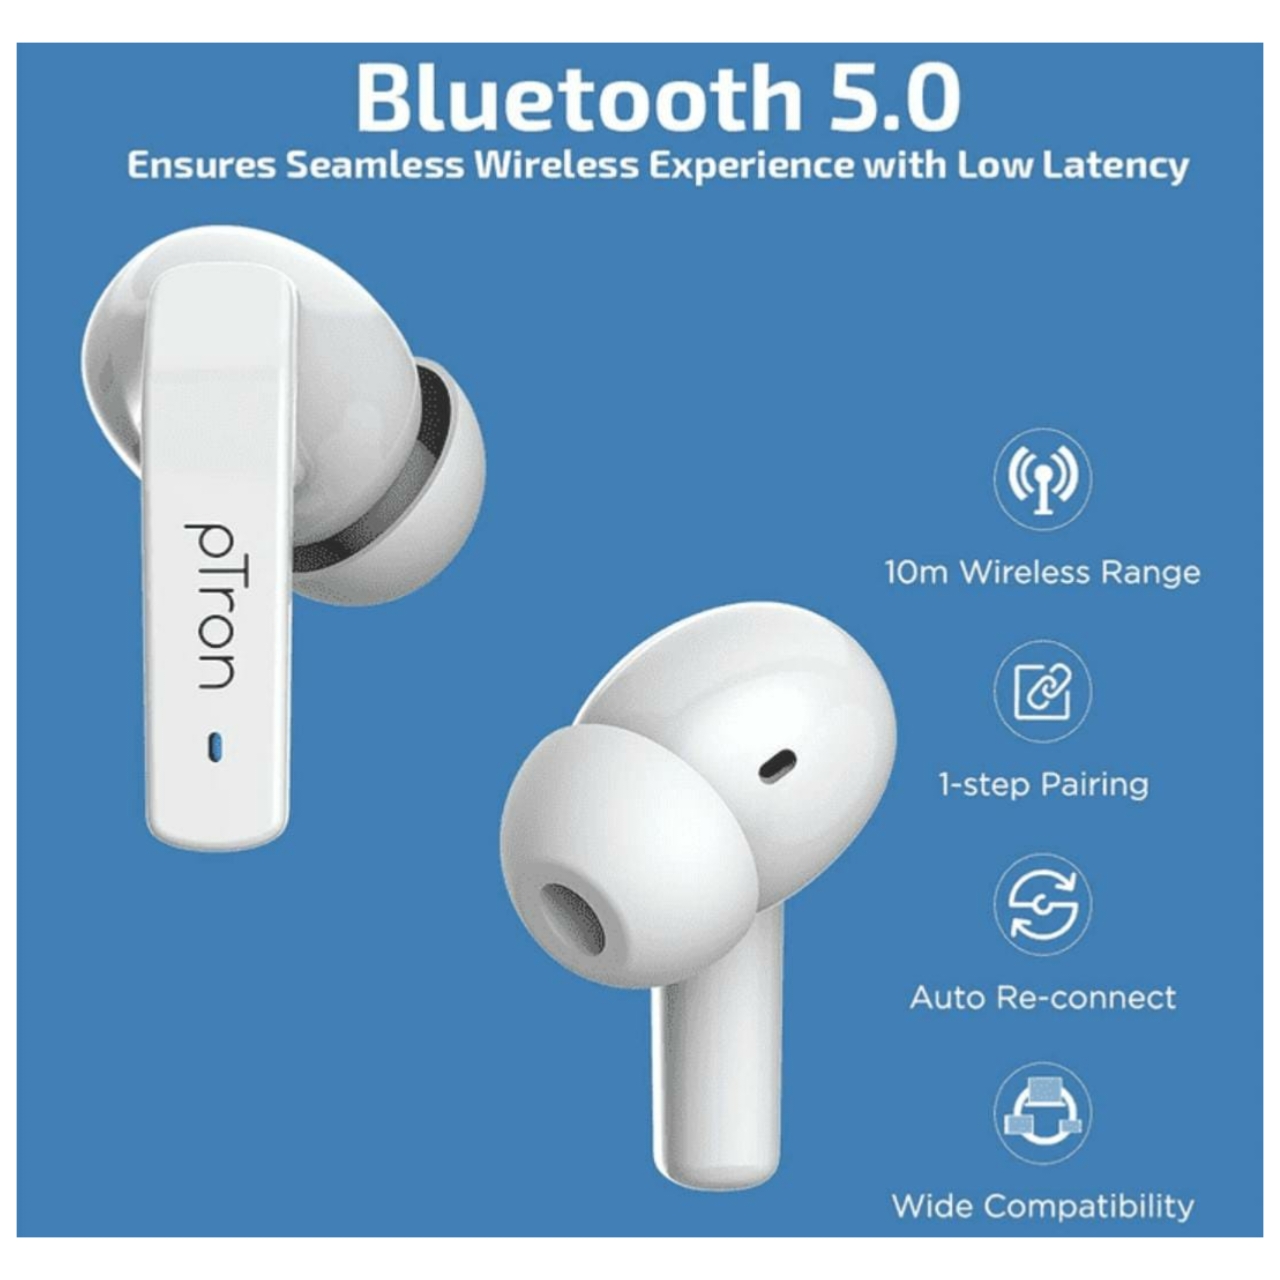 Bluetooth 5.0
Ensures Seamless Wireless Experience with Low Latency
pTron
10m Wireless Range
1-step Pairing
Auto Re-connect
Wide Compatibility